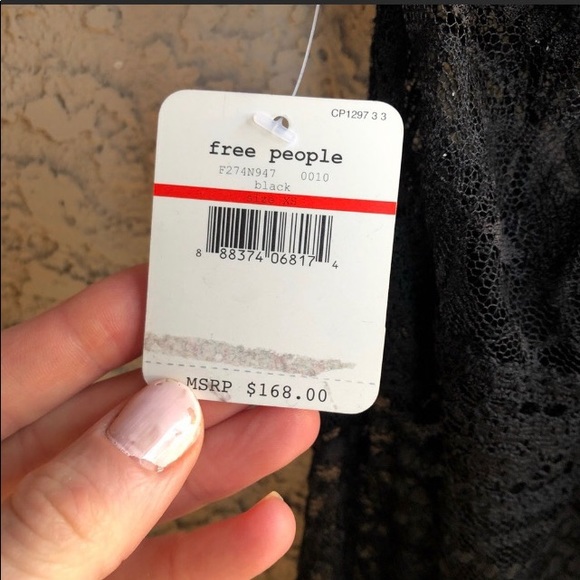 CP1297 3 3
free people
F274N947 0010
black
8 88374 06817 4
MSRP $168.00